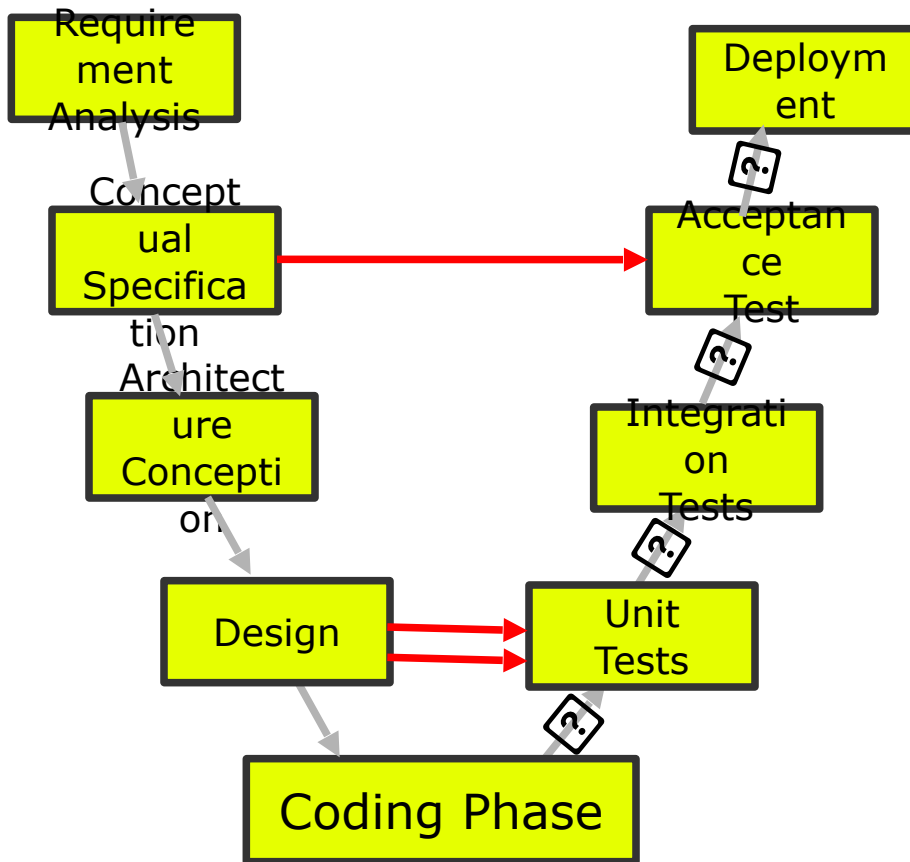 Require
ment
Analysis
Concept
ual
Specifica
tion
Architect
ure
Concepti
on
Design
Coding Phase
?
Unit
Tests
?
Integrati
on
Tests
?
Acceptan
ce
Test
?
Deploym
ent